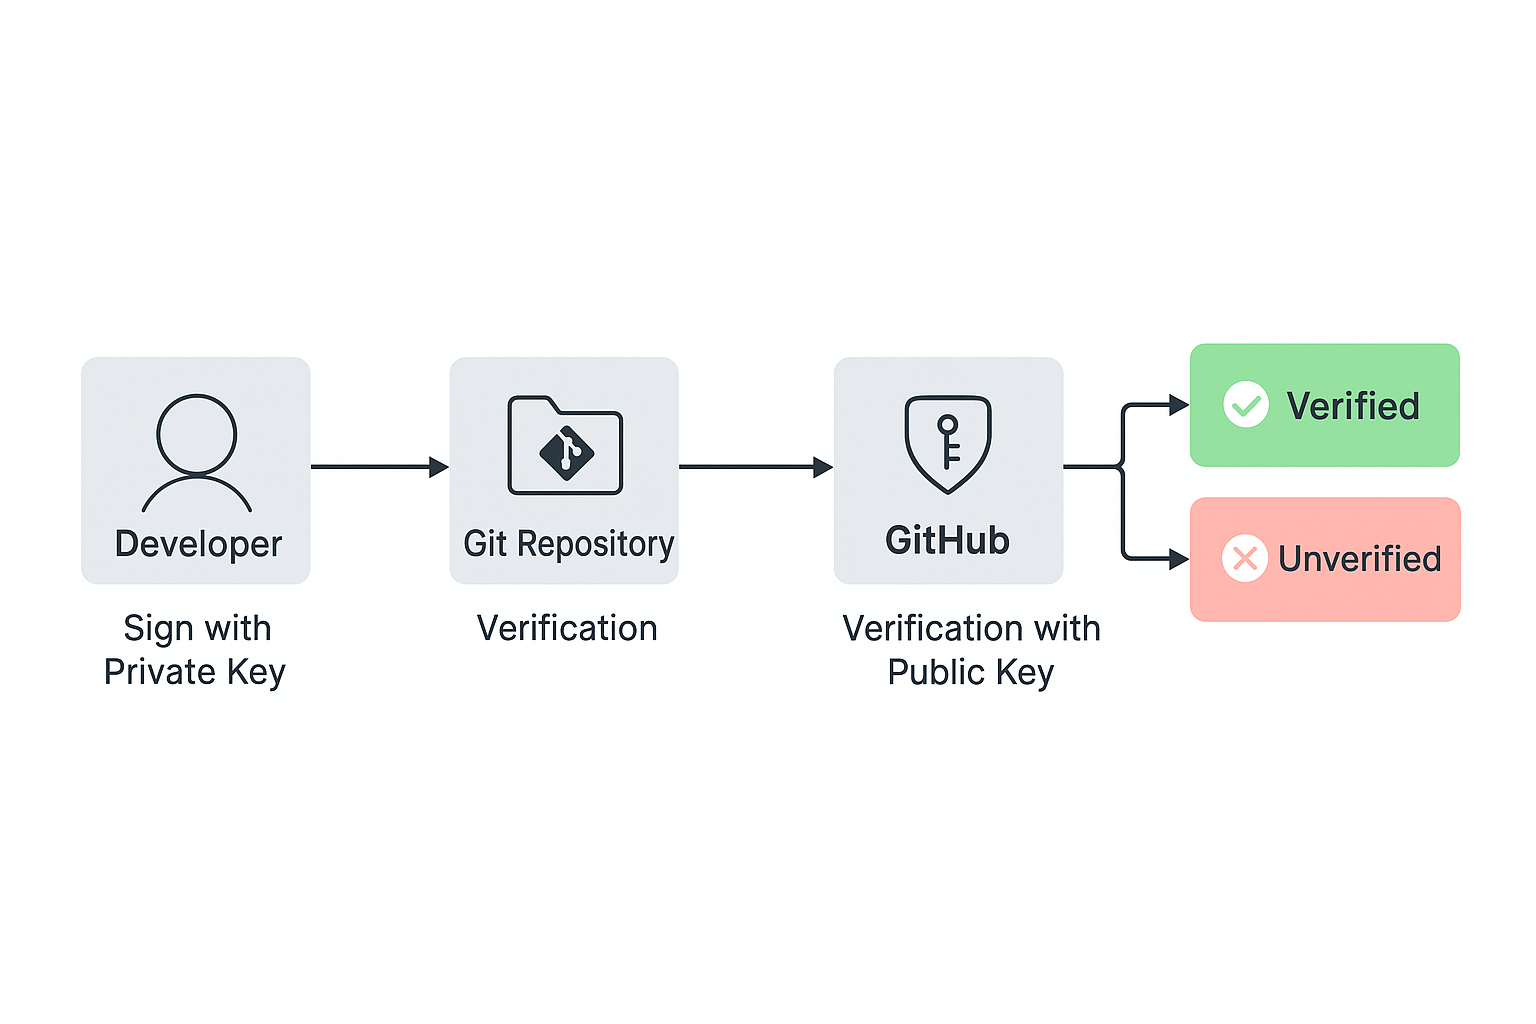 Developer
Sign with
Private Key
Git Repository
Verification
GitHub
Verification with
Public Key
Verified
Unverified